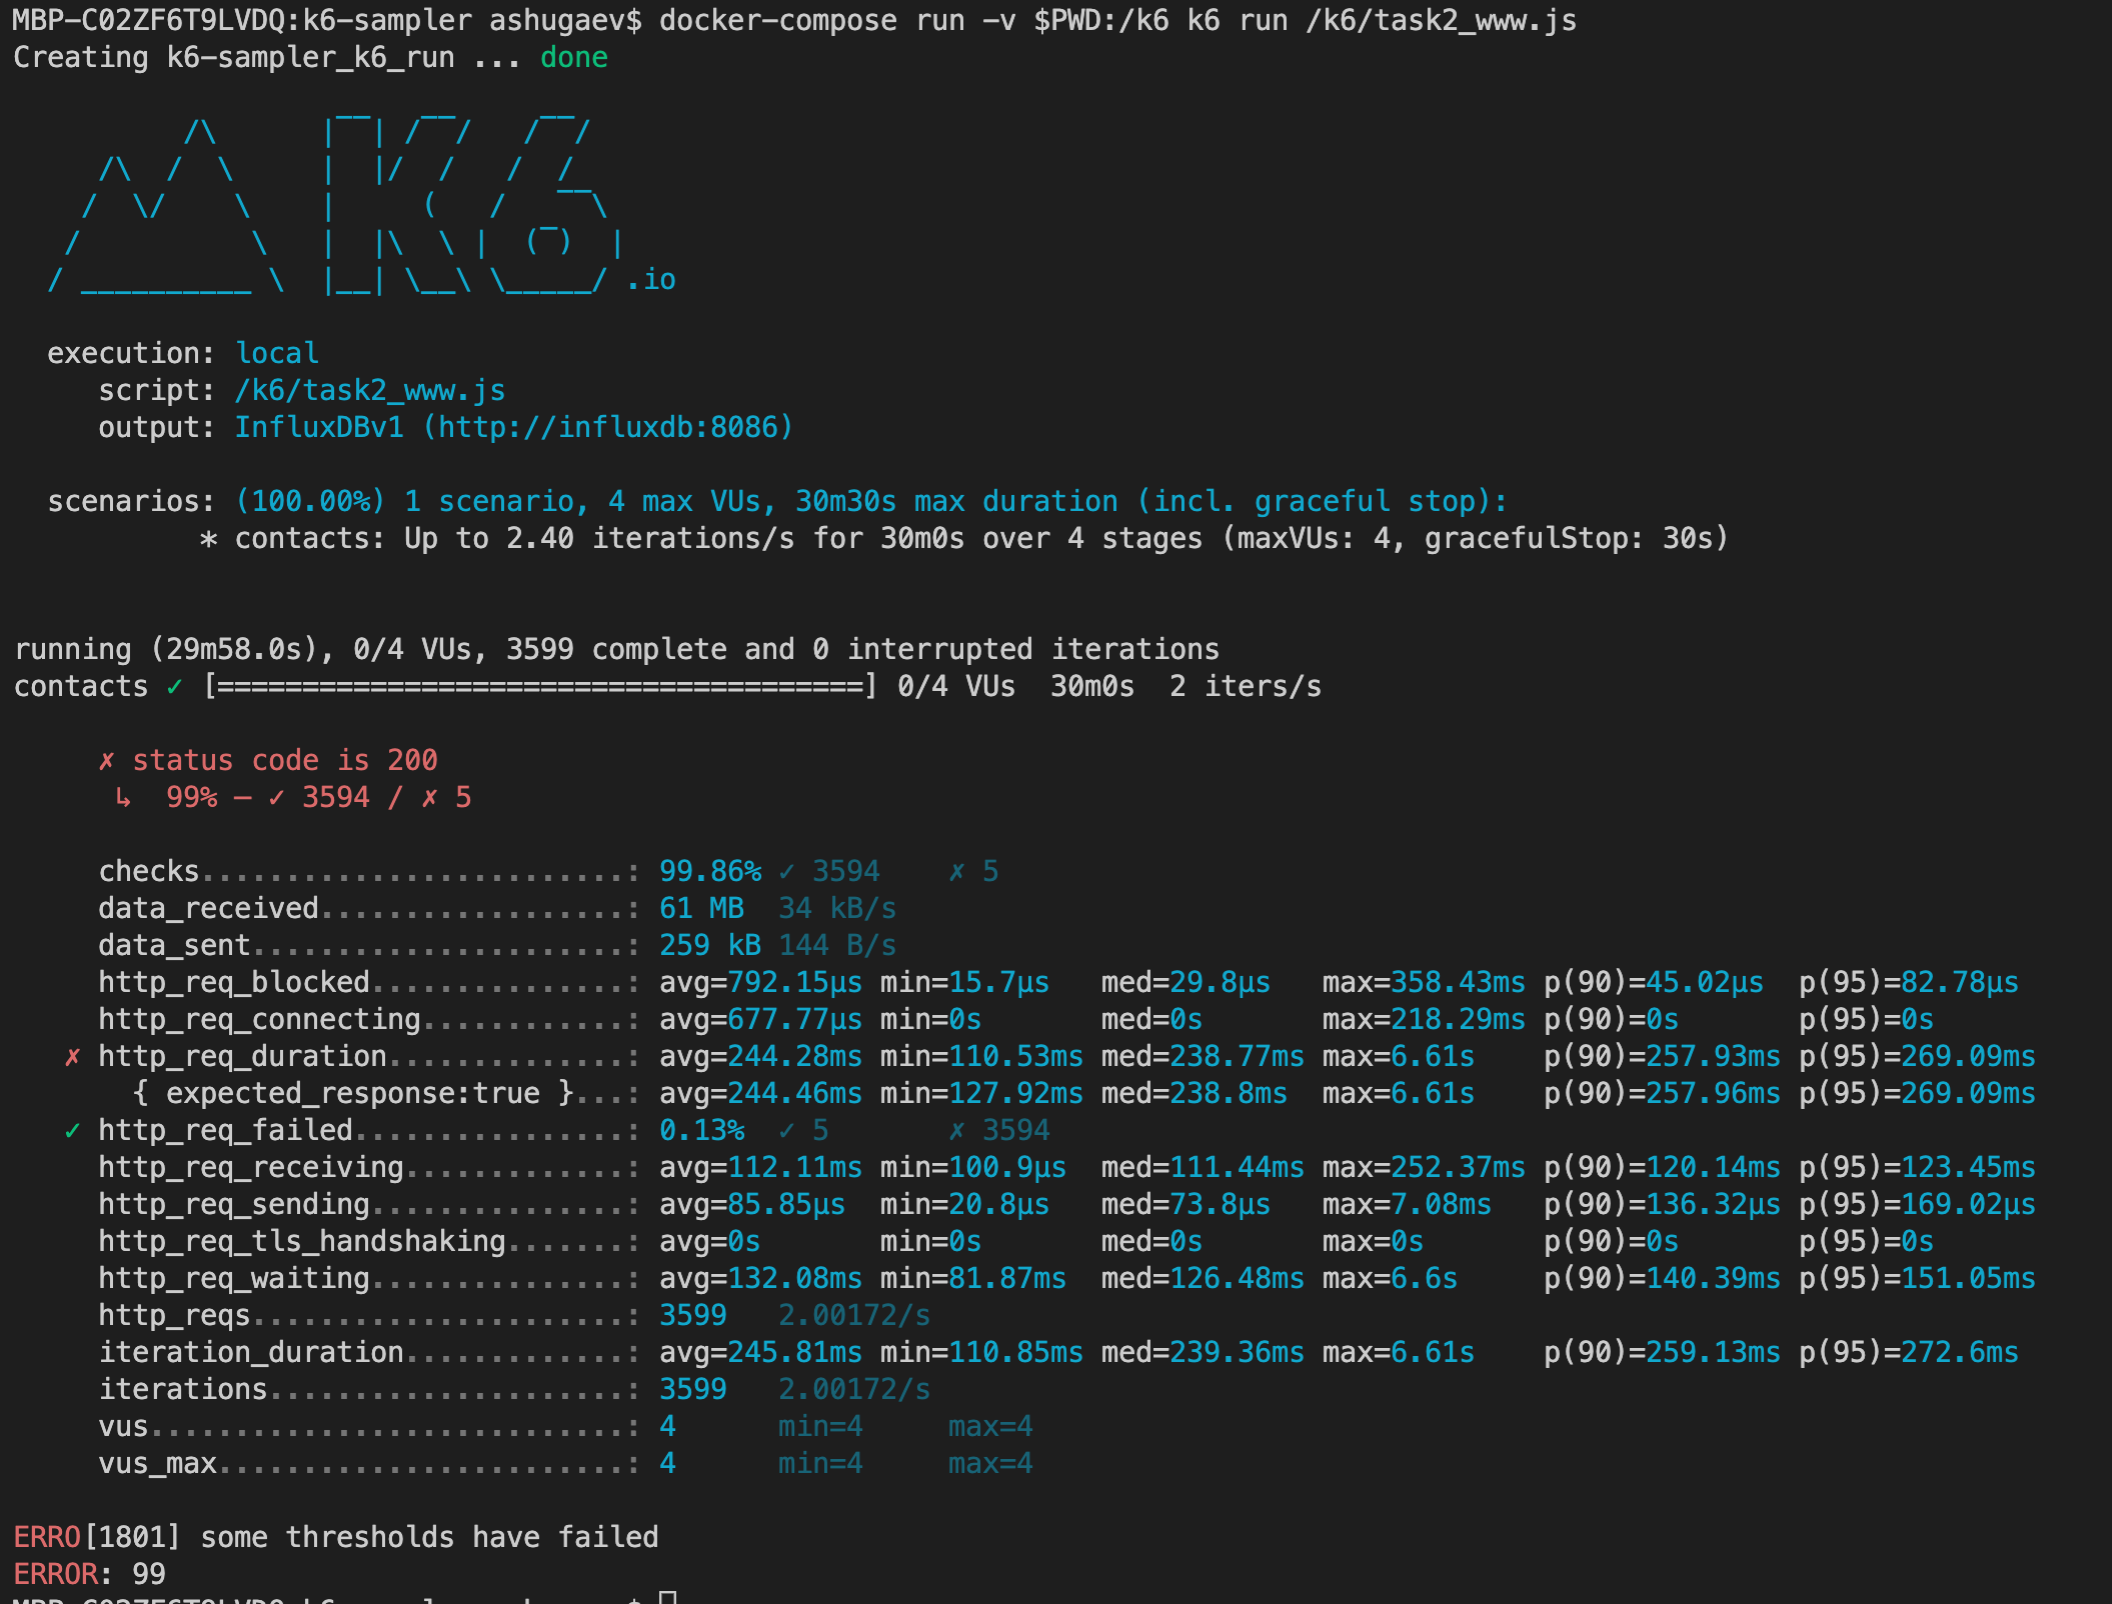 MBP-C02ZF6T9LVDQ:k6-sampler ashugaev$ docker-compose run -v $PWD:/k6 k6 run /k6/task2_www.js
Creating k6-sampler_k6_run ... done
.io
execution: local
script: /k6/task2_www.js
output: InfluxDBv1 (http://influxdb:8086)
scenarios: (100.00%) 1 scenario, 4 max VUs, 30m30s max duration (incl. graceful stop):
* contacts: Up to 2.40 iterations/s for 30m0s over 4 stages (maxVUs: 4, gracefulStop: 30s)
running (29m58.0s), 0/4 VUs, 3599 complete and 0 interrupted iterations
contacts ✓ [======================================] 0/4 VUs  30m0s  2 iters/s
✗ status code is 200
↳  99% — ✓ 3594 / ✗ 5
checks.........................: 99.86% ✓ 3594    ✗ 5
data_received..................: 61 MB  34 kB/s
data_sent......................: 259 kB 144 B/s
http_req_blocked...............: avg=792.15µs min=15.7µs   med=29.8µs   max=358.43ms p(90)=45.02µs  p(95)=82.78µs
http_req_connecting............: avg=677.77µs min=0s       med=0s       max=218.29ms p(90)=0s       p(95)=0s
✗ http_req_duration..............: avg=244.28ms min=110.53ms med=238.77ms max=6.61s    p(90)=257.93ms p(95)=269.09ms
{ expected_response:true }...: avg=244.46ms min=127.92ms med=238.8ms  max=6.61s    p(90)=257.96ms p(95)=269.09ms
✓ http_req_failed................: 0.13%  ✓ 5       ✗ 3594
http_req_receiving.............: avg=112.11ms min=100.9µs  med=111.44ms max=252.37ms p(90)=120.14ms p(95)=123.45ms
http_req_sending...............: avg=85.85µs  min=20.8µs   med=73.8µs   max=7.08ms   p(90)=136.32µs p(95)=169.02µs
http_req_tls_handshaking.......: avg=0s       min=0s       med=0s       max=0s       p(90)=0s       p(95)=0s
http_req_waiting...............: avg=132.08ms min=81.87ms  med=126.48ms max=6.6s     p(90)=140.39ms p(95)=151.05ms
http_reqs......................: 3599   2.00172/s
iteration_duration.............: avg=245.81ms min=110.85ms med=239.36ms max=6.61s    p(90)=259.13ms p(95)=272.6ms
iterations.....................: 3599   2.00172/s
vus............................: 4      min=4     max=4
vus_max........................: 4      min=4     max=4
ERRO[1801] some thresholds have failed
ERROR: 99